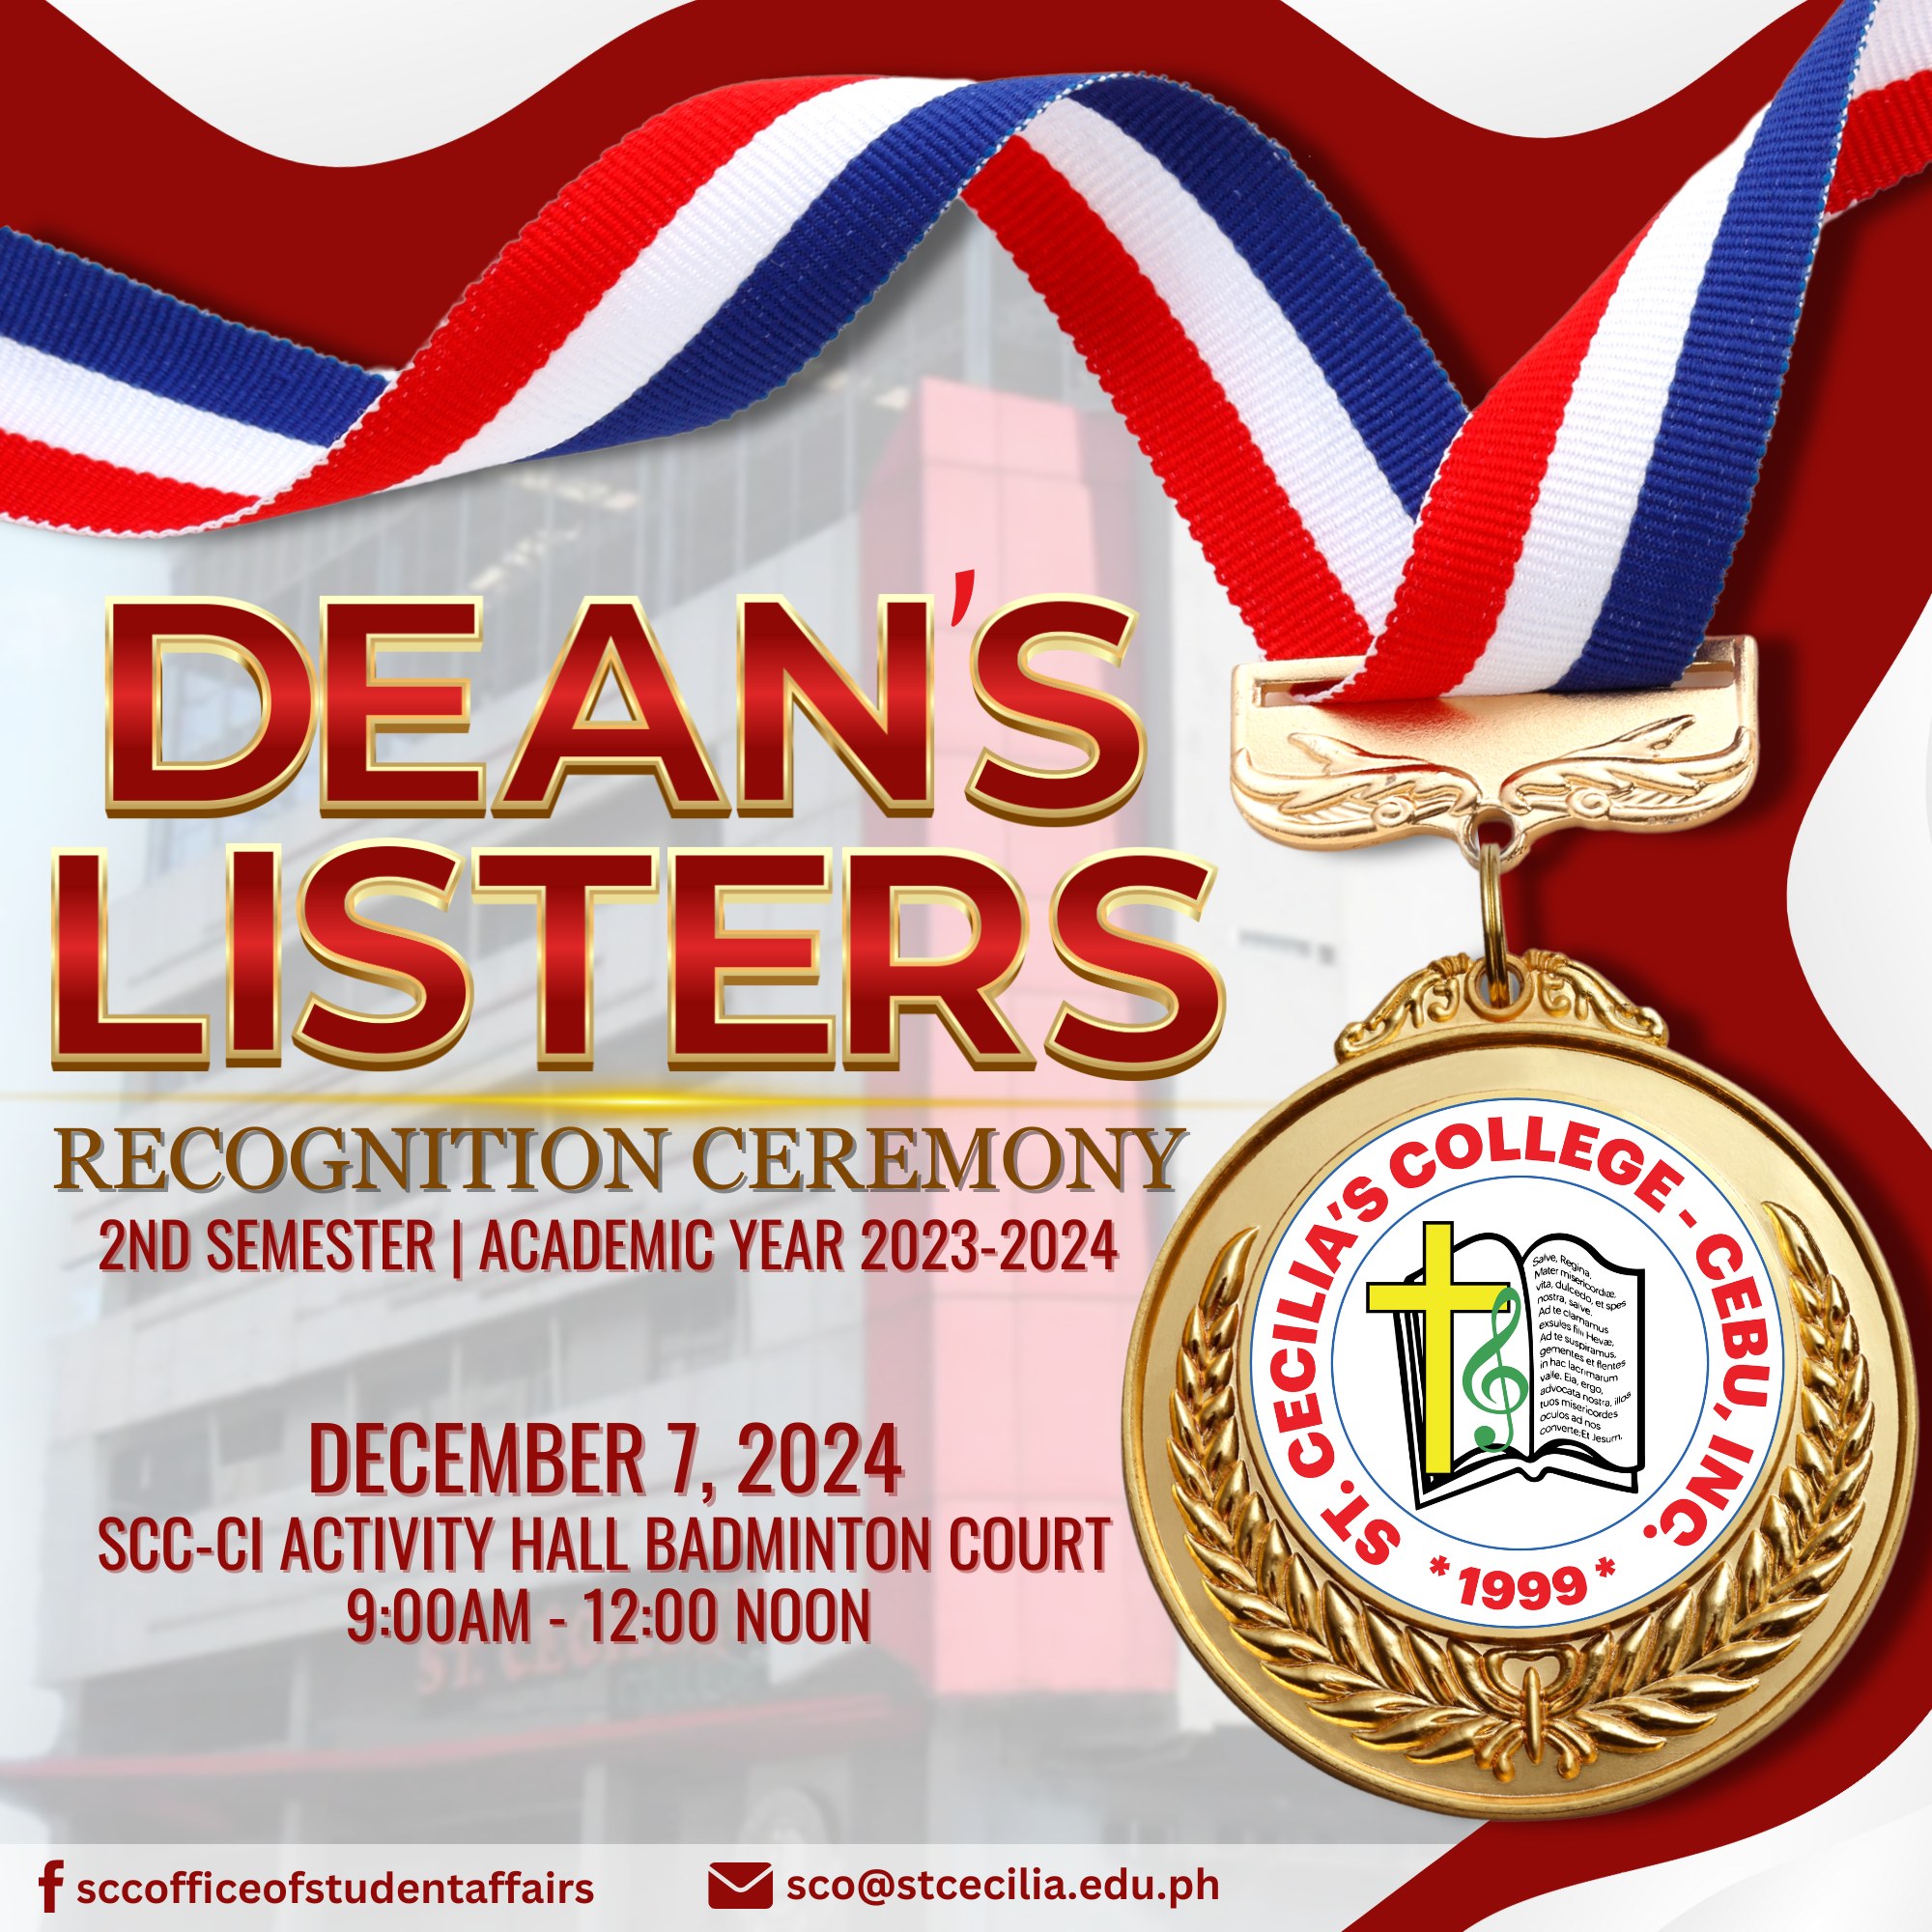 DEAN'S
LISTERS
RECOGNITION CEREMONY
2ND SEMESTER | ACADEMIC YEAR 2023-2024
DECEMBER 7, 2024
SCC-CI ACTIVITY HALL BADMINTON COURT
9:00AM - 12:00 NOON
ST. CECILIA'S COLLEGE - CEBU, INC.
* 1999 *
Salve, Regina,
Mater misericordiæ,
vita, dulcedo, et spes
nostra, salve.
Ad te clamamus
exsules filii Hevæ,
Ad te suspiramus,
gementes et flentes
in hac lacrimarum
valle. Eia, ergo,
advocata nostra, illos
tuos misericordes
oculos ad nos
converte; Et Jesum,
sccofficeofstudentaffairs
sco@stcecilia.edu.ph